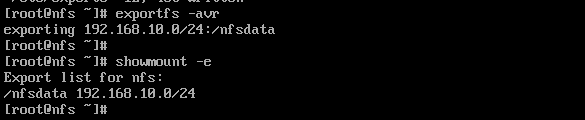 [root@nfs ~]# exportfs -avr
exporting 192.168.10.0/24:/nfsdata
[root@nfs ~]#
[root@nfs ~]# showmount -e
Export list for nfs:
/nfsdata 192.168.10.0/24
[root@nfs ~]#